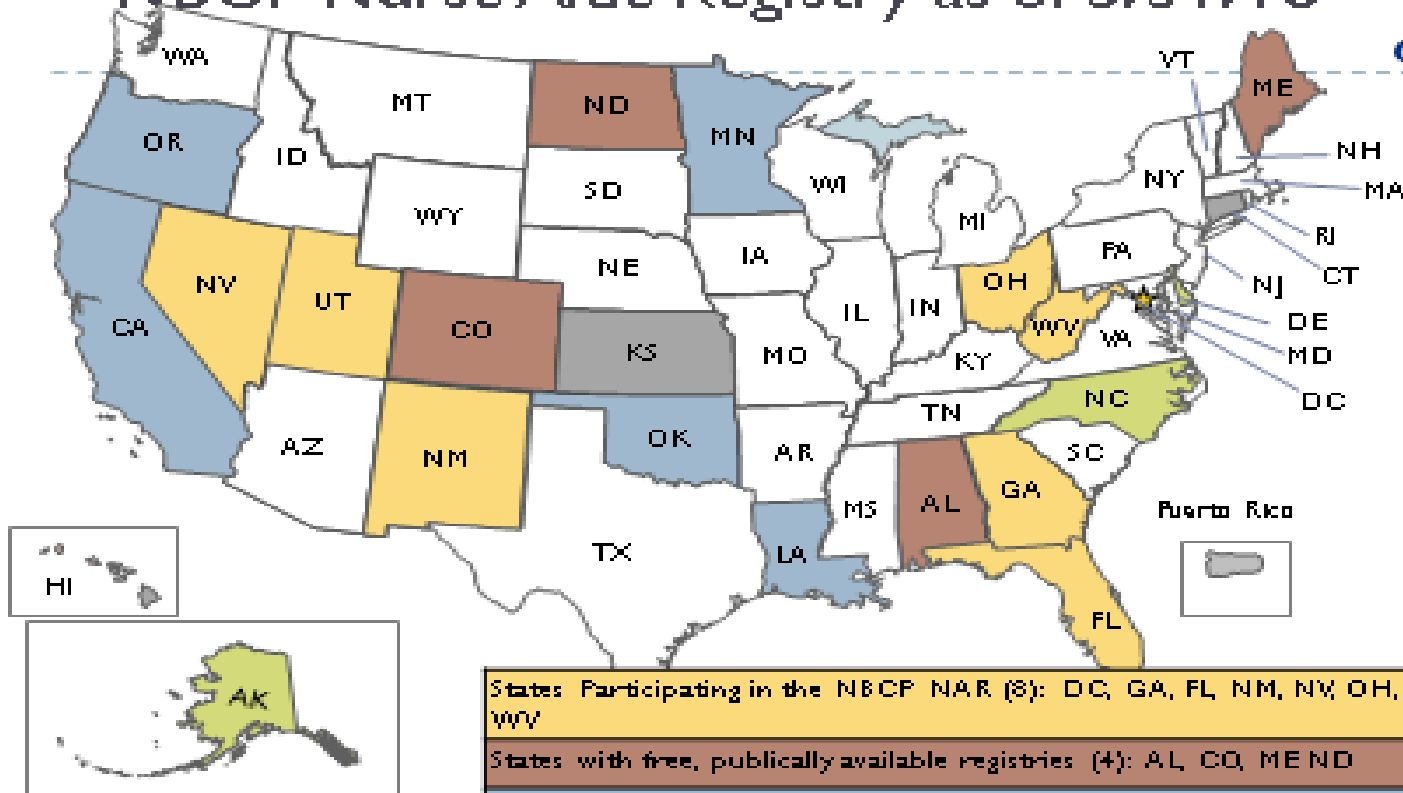 Registry as of
WA
VT
ME
MT
ND
MN
OR
ID
NH
WI
NY
MA
SD
WY
MI
RI
PA
IA
NE
CT
NV
OH
NJ
UT
IL
IN
DE
CA
CO
WV
VA
KS
MO
KY
MD
NC
DC
TN
OK
AZ
AR
SC
NM
GA
MS
AL
Puerto Rico
TX
LA
HI
FL
AK
States Participating in the NBCP NAR (8): DC, GA, FL, NM, NV, OH,
WV
States with free, publically available registries (4): AL, CO, ME ND